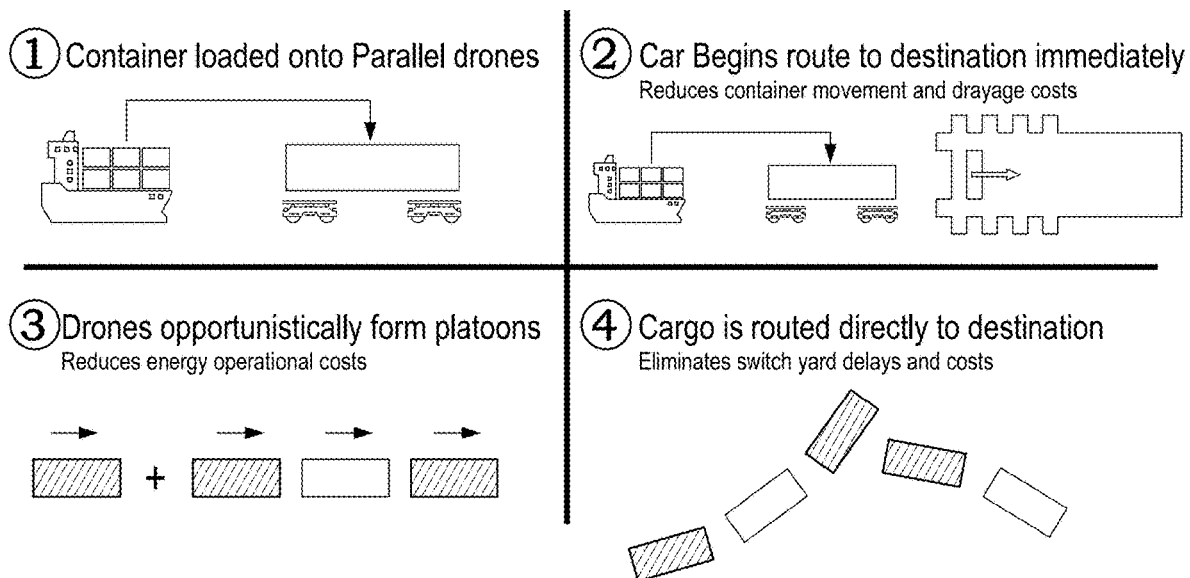 ① Container loaded onto Parallel drones
② Car Begins route to destination immediately
Reduces container movement and drayage costs
③ Drones opportunistically form platoons
Reduces energy operational costs
+
④ Cargo is routed directly to destination
Eliminates switch yard delays and costs